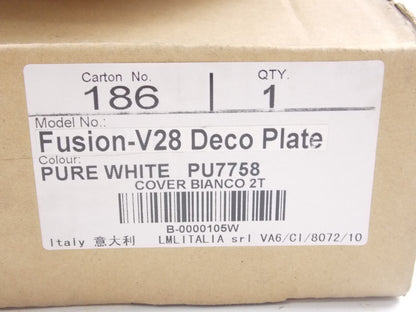 Carton No. QTY.
186 1
Model No.:
Fusion-V28 Deco Plate
Colour:
PURE WHITE PU7758
COVER BIANCO 2T
B-0000105W
Italy 意大利 LMLITALIA srl VA6/CI/8072/10